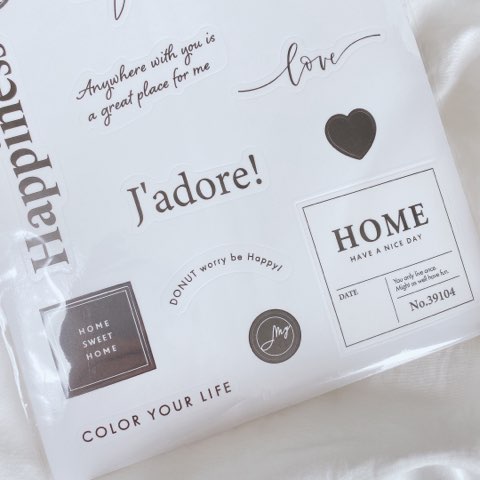 Happiness
Anywhere with you is
a great place for me
love
J'adore!
HOME
HAVE A NICE DAY
DATE
You only live once.
Might as well have fun.
No.39104
DONUT worry be Happy!
HOME
SWEET
HOME
COLOR YOUR LIFE